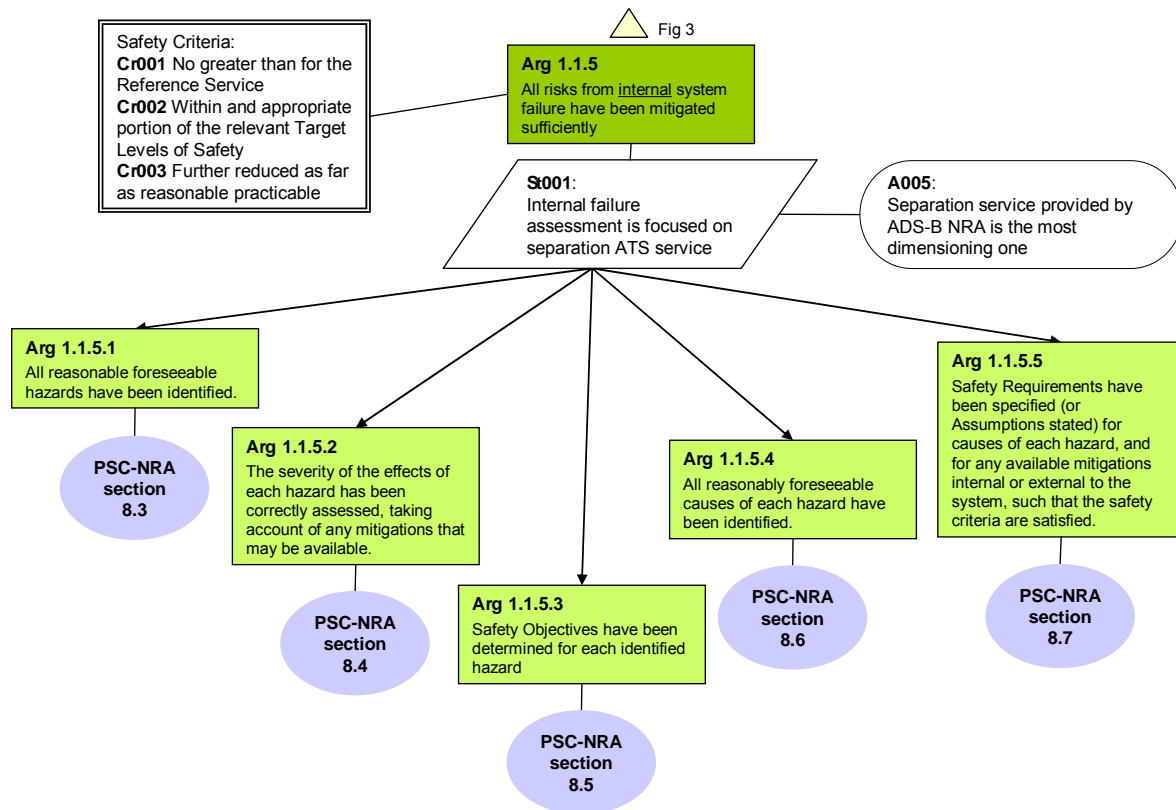 Fig 3
Safety Criteria:
Cr001 No greater than for the
Reference Service
Cr002 Within and appropriate
portion of the relevant Target
Levels of Safety
Cr003 Further reduced as far
as reasonable practicable
Arg 1.1.5
All risks from internal system
failure have been mitigated
sufficiently
St001:
Internal failure
assessment is focused on
separation ATS service
A005:
Separation service provided by
ADS-B NRA is the most
dimensioning one
Arg 1.1.5.1
All reasonable foreseeable
hazards have been identified.
PSC-NRA
section
8.3
Arg 1.1.5.2
The severity of the effects of
each hazard has been
correctly assessed, taking
account of any mitigations that
may be available.
PSC-NRA
section
8.4
Arg 1.1.5.3
Safety Objectives have been
determined for each identified
hazard
PSC-NRA
section
8.5
Arg 1.1.5.4
All reasonably foreseeable
causes of each hazard have
been identified.
PSC-NRA
section
8.6
Arg 1.1.5.5
Safety Requirements have
been specified (or
Assumptions stated) for
causes of each hazard, and
for any available mitigations
internal or external to the
system, such that the safety
criteria are satisfied.
PSC-NRA
section
8.7